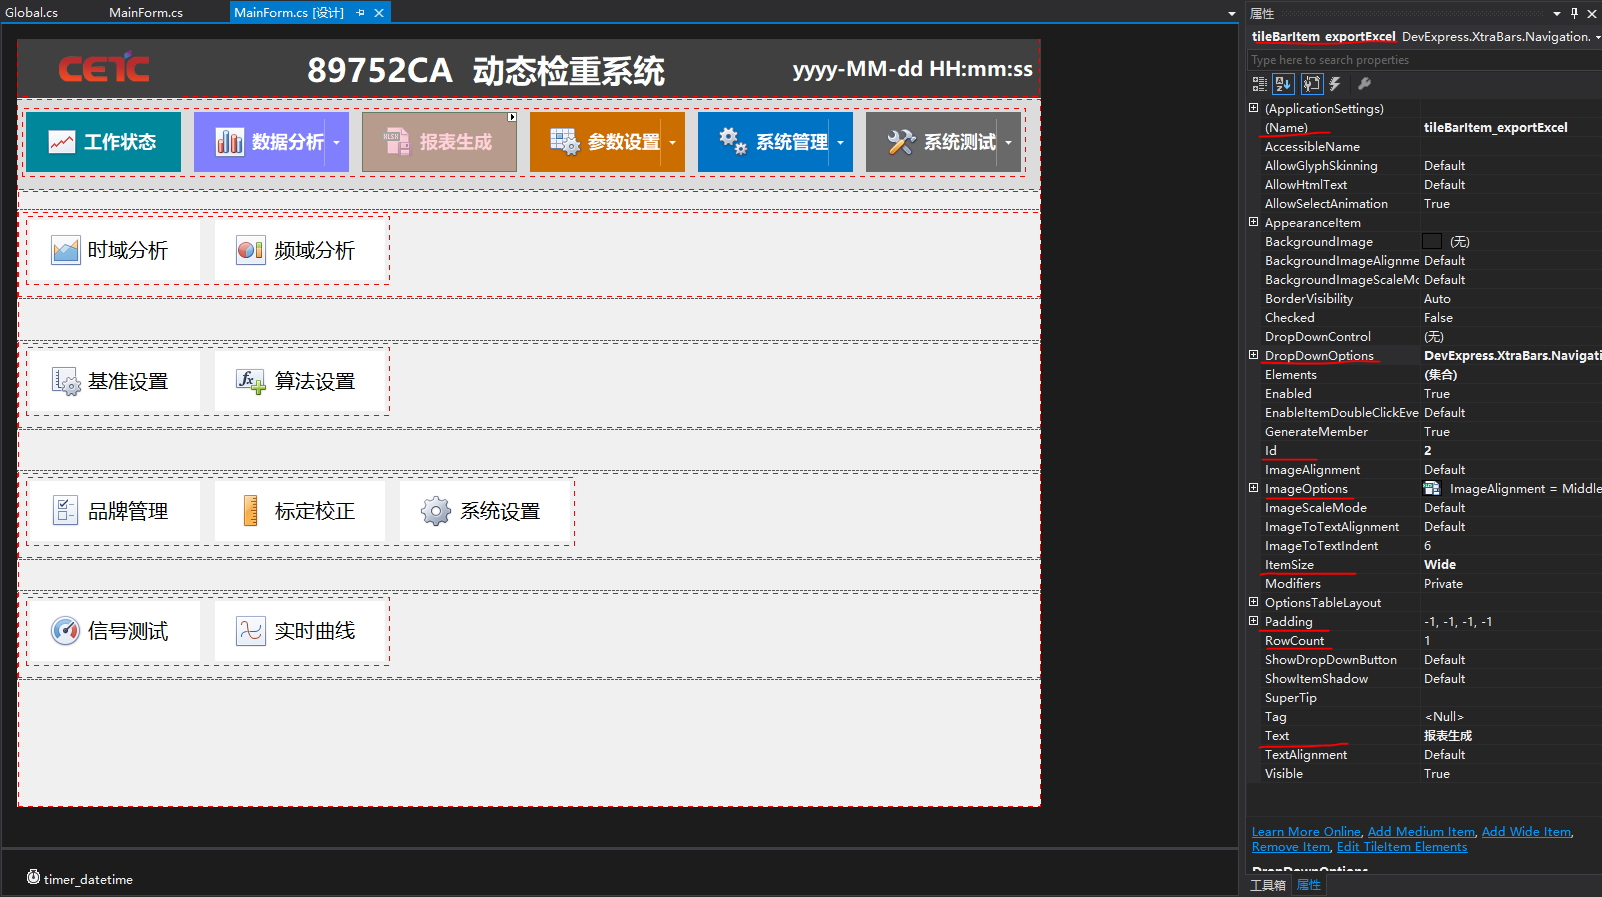 Global.cs
MainForm.cs
MainForm.cs [设计]
CETC
89752CA 动态检重系统
yyyy-MM-dd HH:mm:ss
工作状态
数据分析
XLSX
报表生成
参数设置
系统管理
系统测试
时域分析
频域分析
基准设置
fx
算法设置
品牌管理
标定校正
系统设置
信号测试
实时曲线
timer_datetime
属性
tileBarItem_exportExcel DevExpress.XtraBars.Navigation.
Type here to search properties
(ApplicationSettings)
(Name) tileBarItem_exportExcel
AccessibleName
AllowGlyphSkinning Default
AllowHtmlText Default
AllowSelectAnimation True
AppearanceItem
BackgroundImage (无)
BackgroundImageAlignme Default
BackgroundImageScaleMo Default
BorderVisibility Auto
Checked False
DropDownControl (无)
DropDownOptions DevExpress.XtraBars.Navigati
Elements (集合)
Enabled True
EnableItemDoubleClickEve Default
GenerateMember True
Id 2
ImageAlignment Default
ImageOptions ImageAlignment = Middle
ImageScaleMode Default
ImageToTextAlignment Default
ImageToTextIndent 6
ItemSize Wide
Modifiers Private
OptionsTableLayout
Padding -1, -1, -1, -1
RowCount 1
ShowDropDownButton Default
ShowItemShadow Default
SuperTip
Tag <Null>
Text 报表生成
TextAlignment Default
Visible True
Learn More Online, Add Medium Item, Add Wide Item,
Remove Item, Edit TileItem Elements
DropDownOptions
工具箱 属性